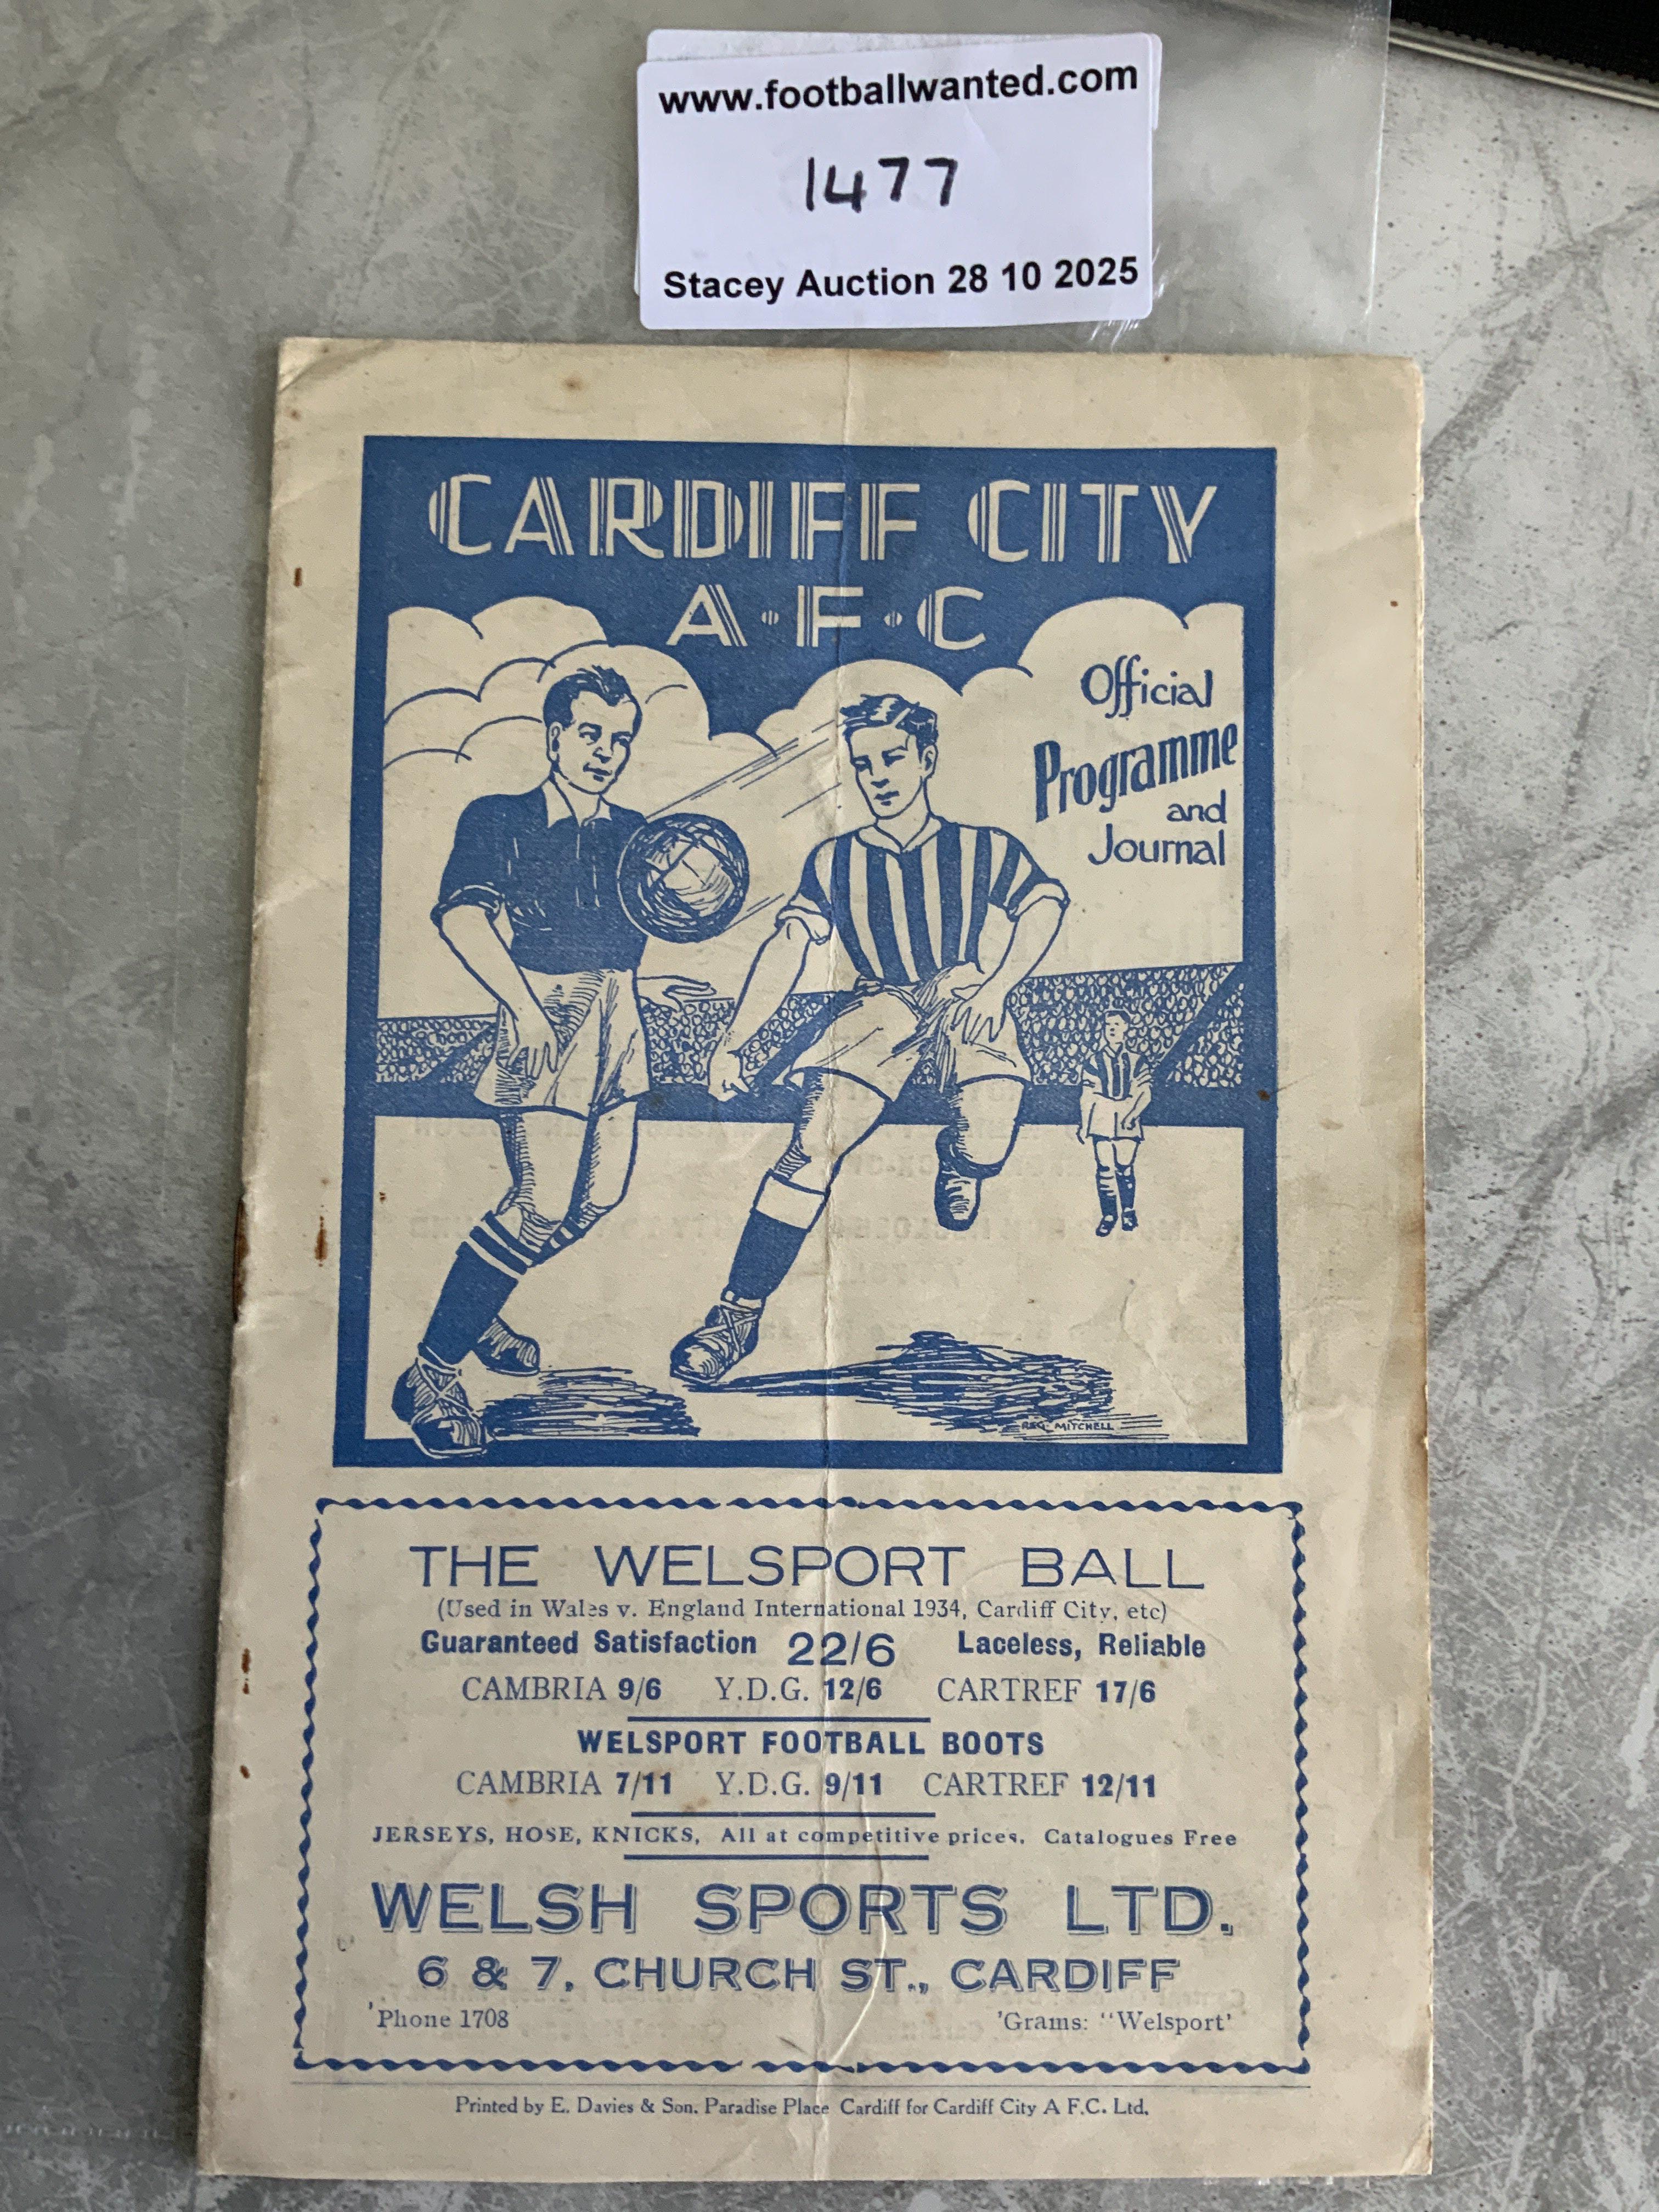 www.footballwanted.com
1477
Stacey Auction 28 10 2025
CARDIFF CITY
A·F·C
Official
Programme
and
Journal
REG. MITCHELL
THE WELSPORT BALL
(Used in Wales v. England International 1934, Cardiff City, etc)
Guaranteed Satisfaction 22/6 Laceless, Reliable
CAMBRIA 9/6 Y.D.G. 12/6 CARTREF 17/6
WELSPORT FOOTBALL BOOTS
CAMBRIA 7/11 Y.D.G. 9/11 CARTREF 12/11
JERSEYS, HOSE, KNICKS, All at competitive prices. Catalogues Free
WELSH SPORTS LTD.
6 & 7, CHURCH ST., CARDIFF
'Phone 1708 'Grams: "Welsport'
Printed by E. Davies & Son. Paradise Place Cardiff for Cardiff City A F.C. Ltd.